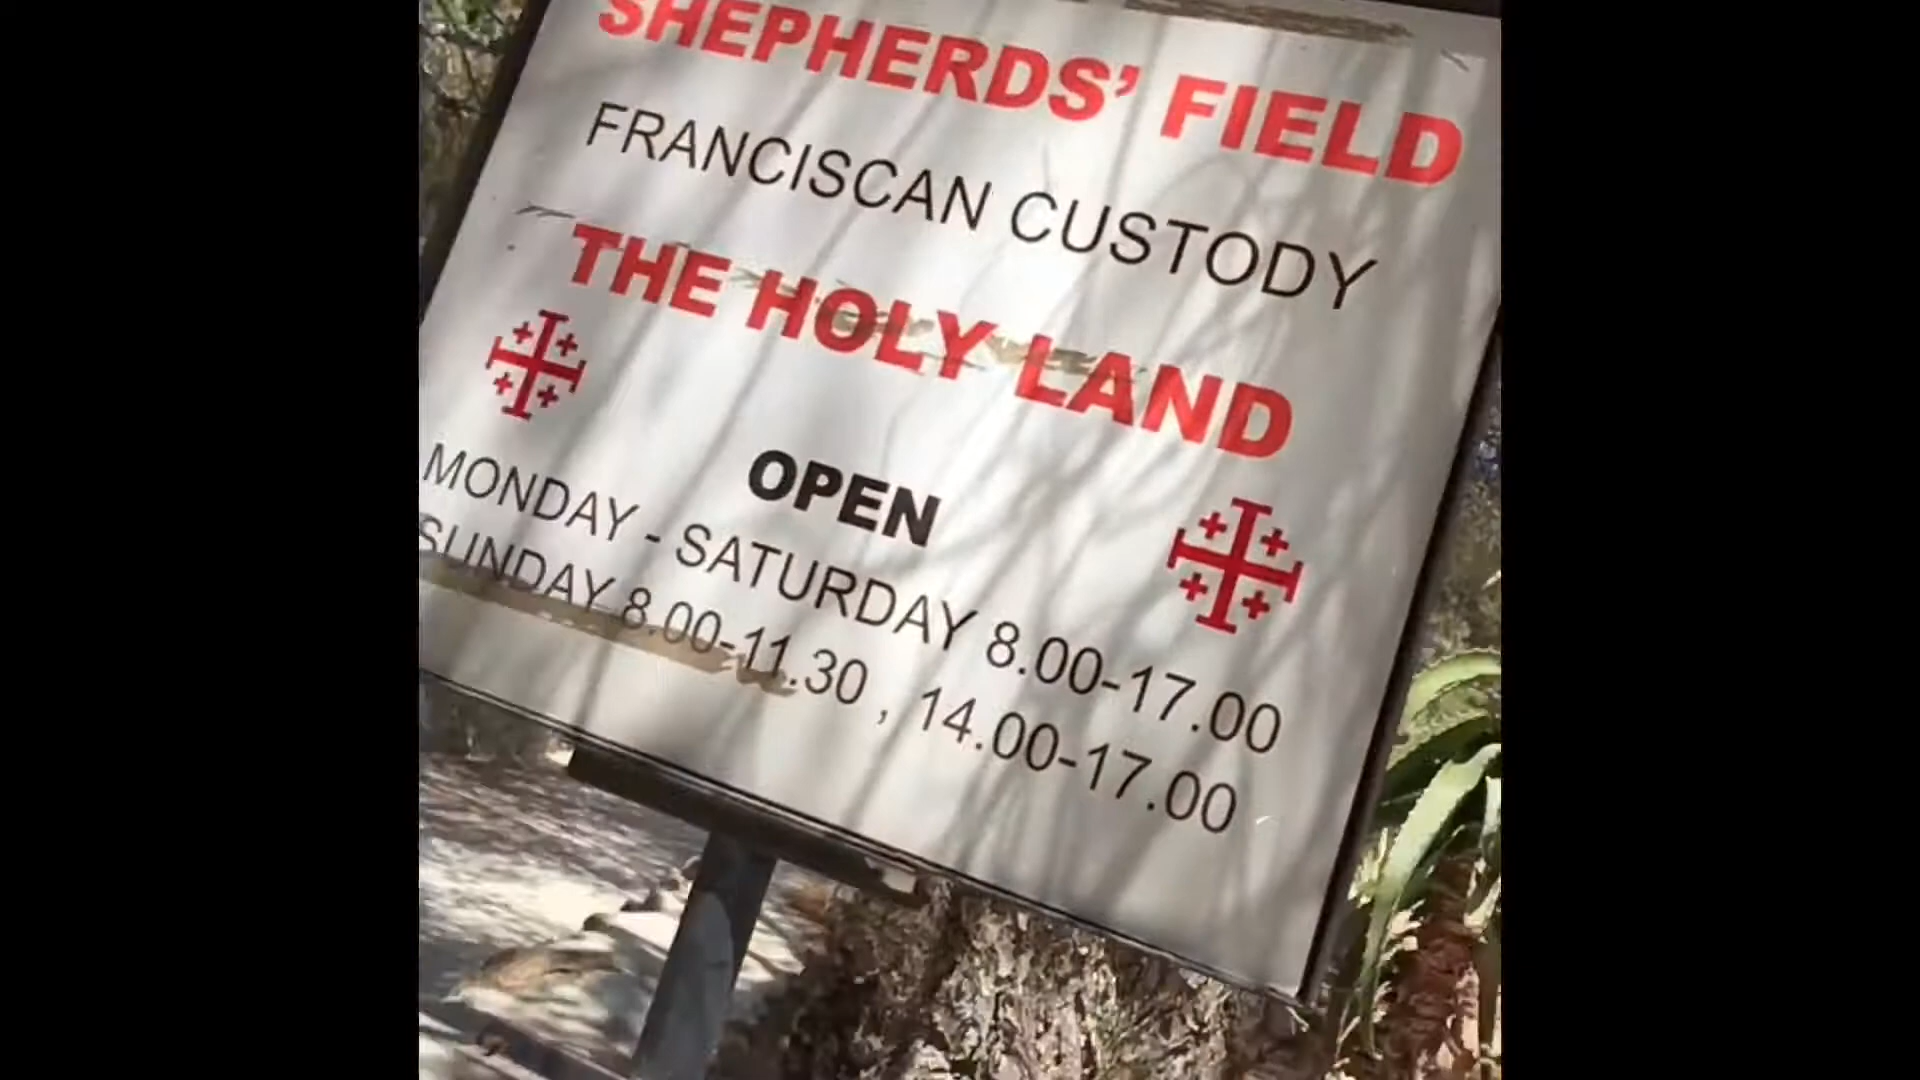 SHEPHERDS' FIELD
FRANCISCAN CUSTODY
THE HOLY LAND
OPEN
MONDAY - SATURDAY 8.00-17.00
SUNDAY 8.00-11.30 , 14.00-17.00